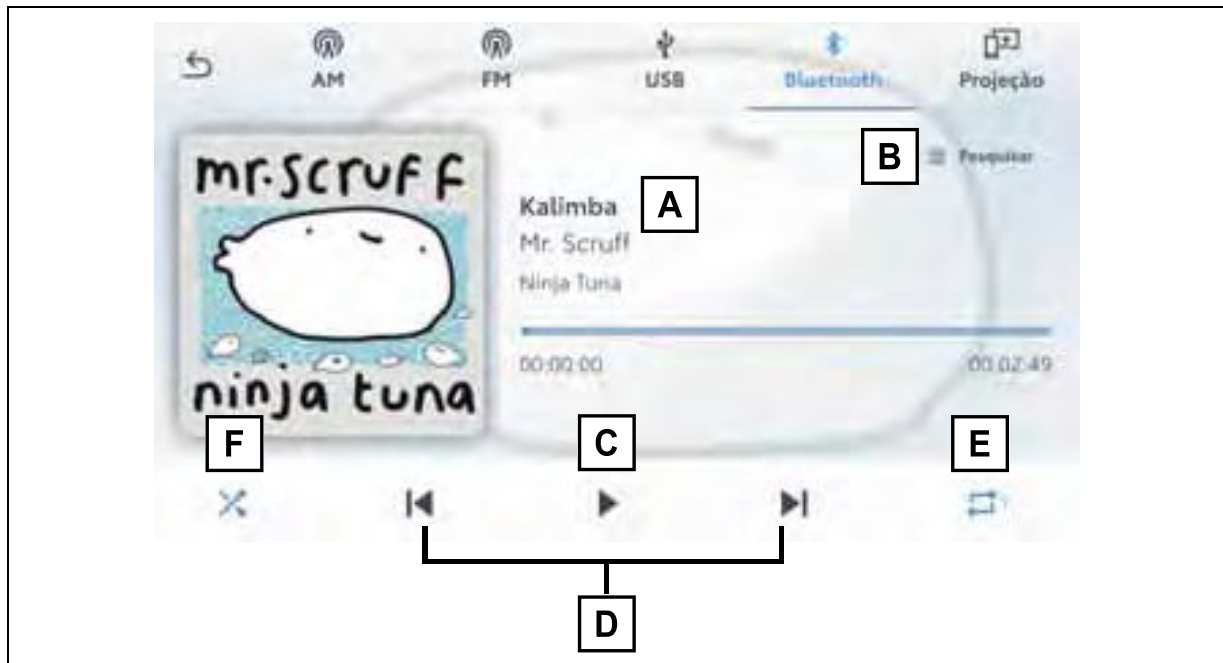 AM
FM
USB
Bluetooth
Projeção
B
Pesquisar
mr. scruff
Kalimba
A
Mr. Scruff
Ninja Tuna
00:00:00
00:02:49
ninja tuna
F
C
E
D